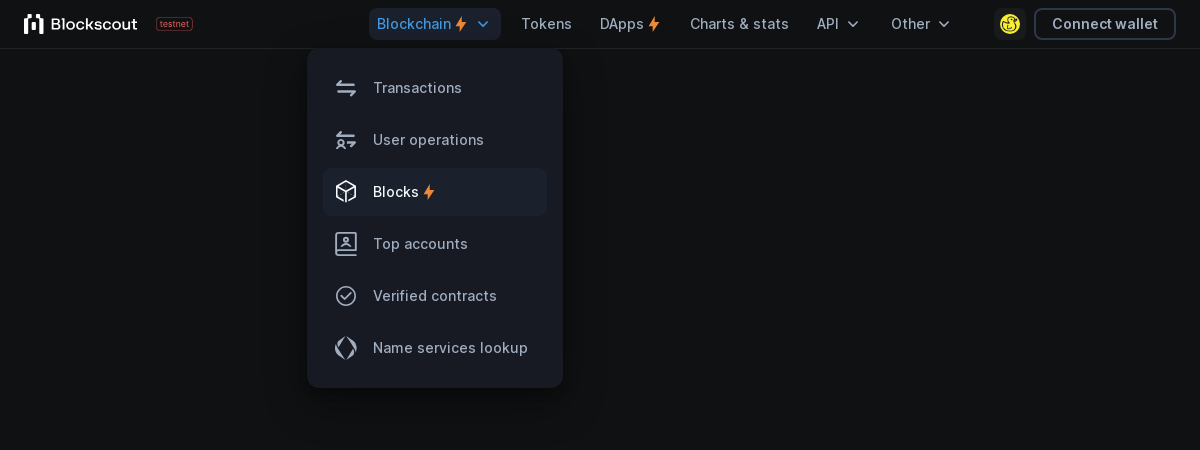 Blockscout testnet Blockchain Tokens DApps Charts & stats API Other Connect wallet
Transactions
User operations
Blocks
Top accounts
Verified contracts
Name services lookup